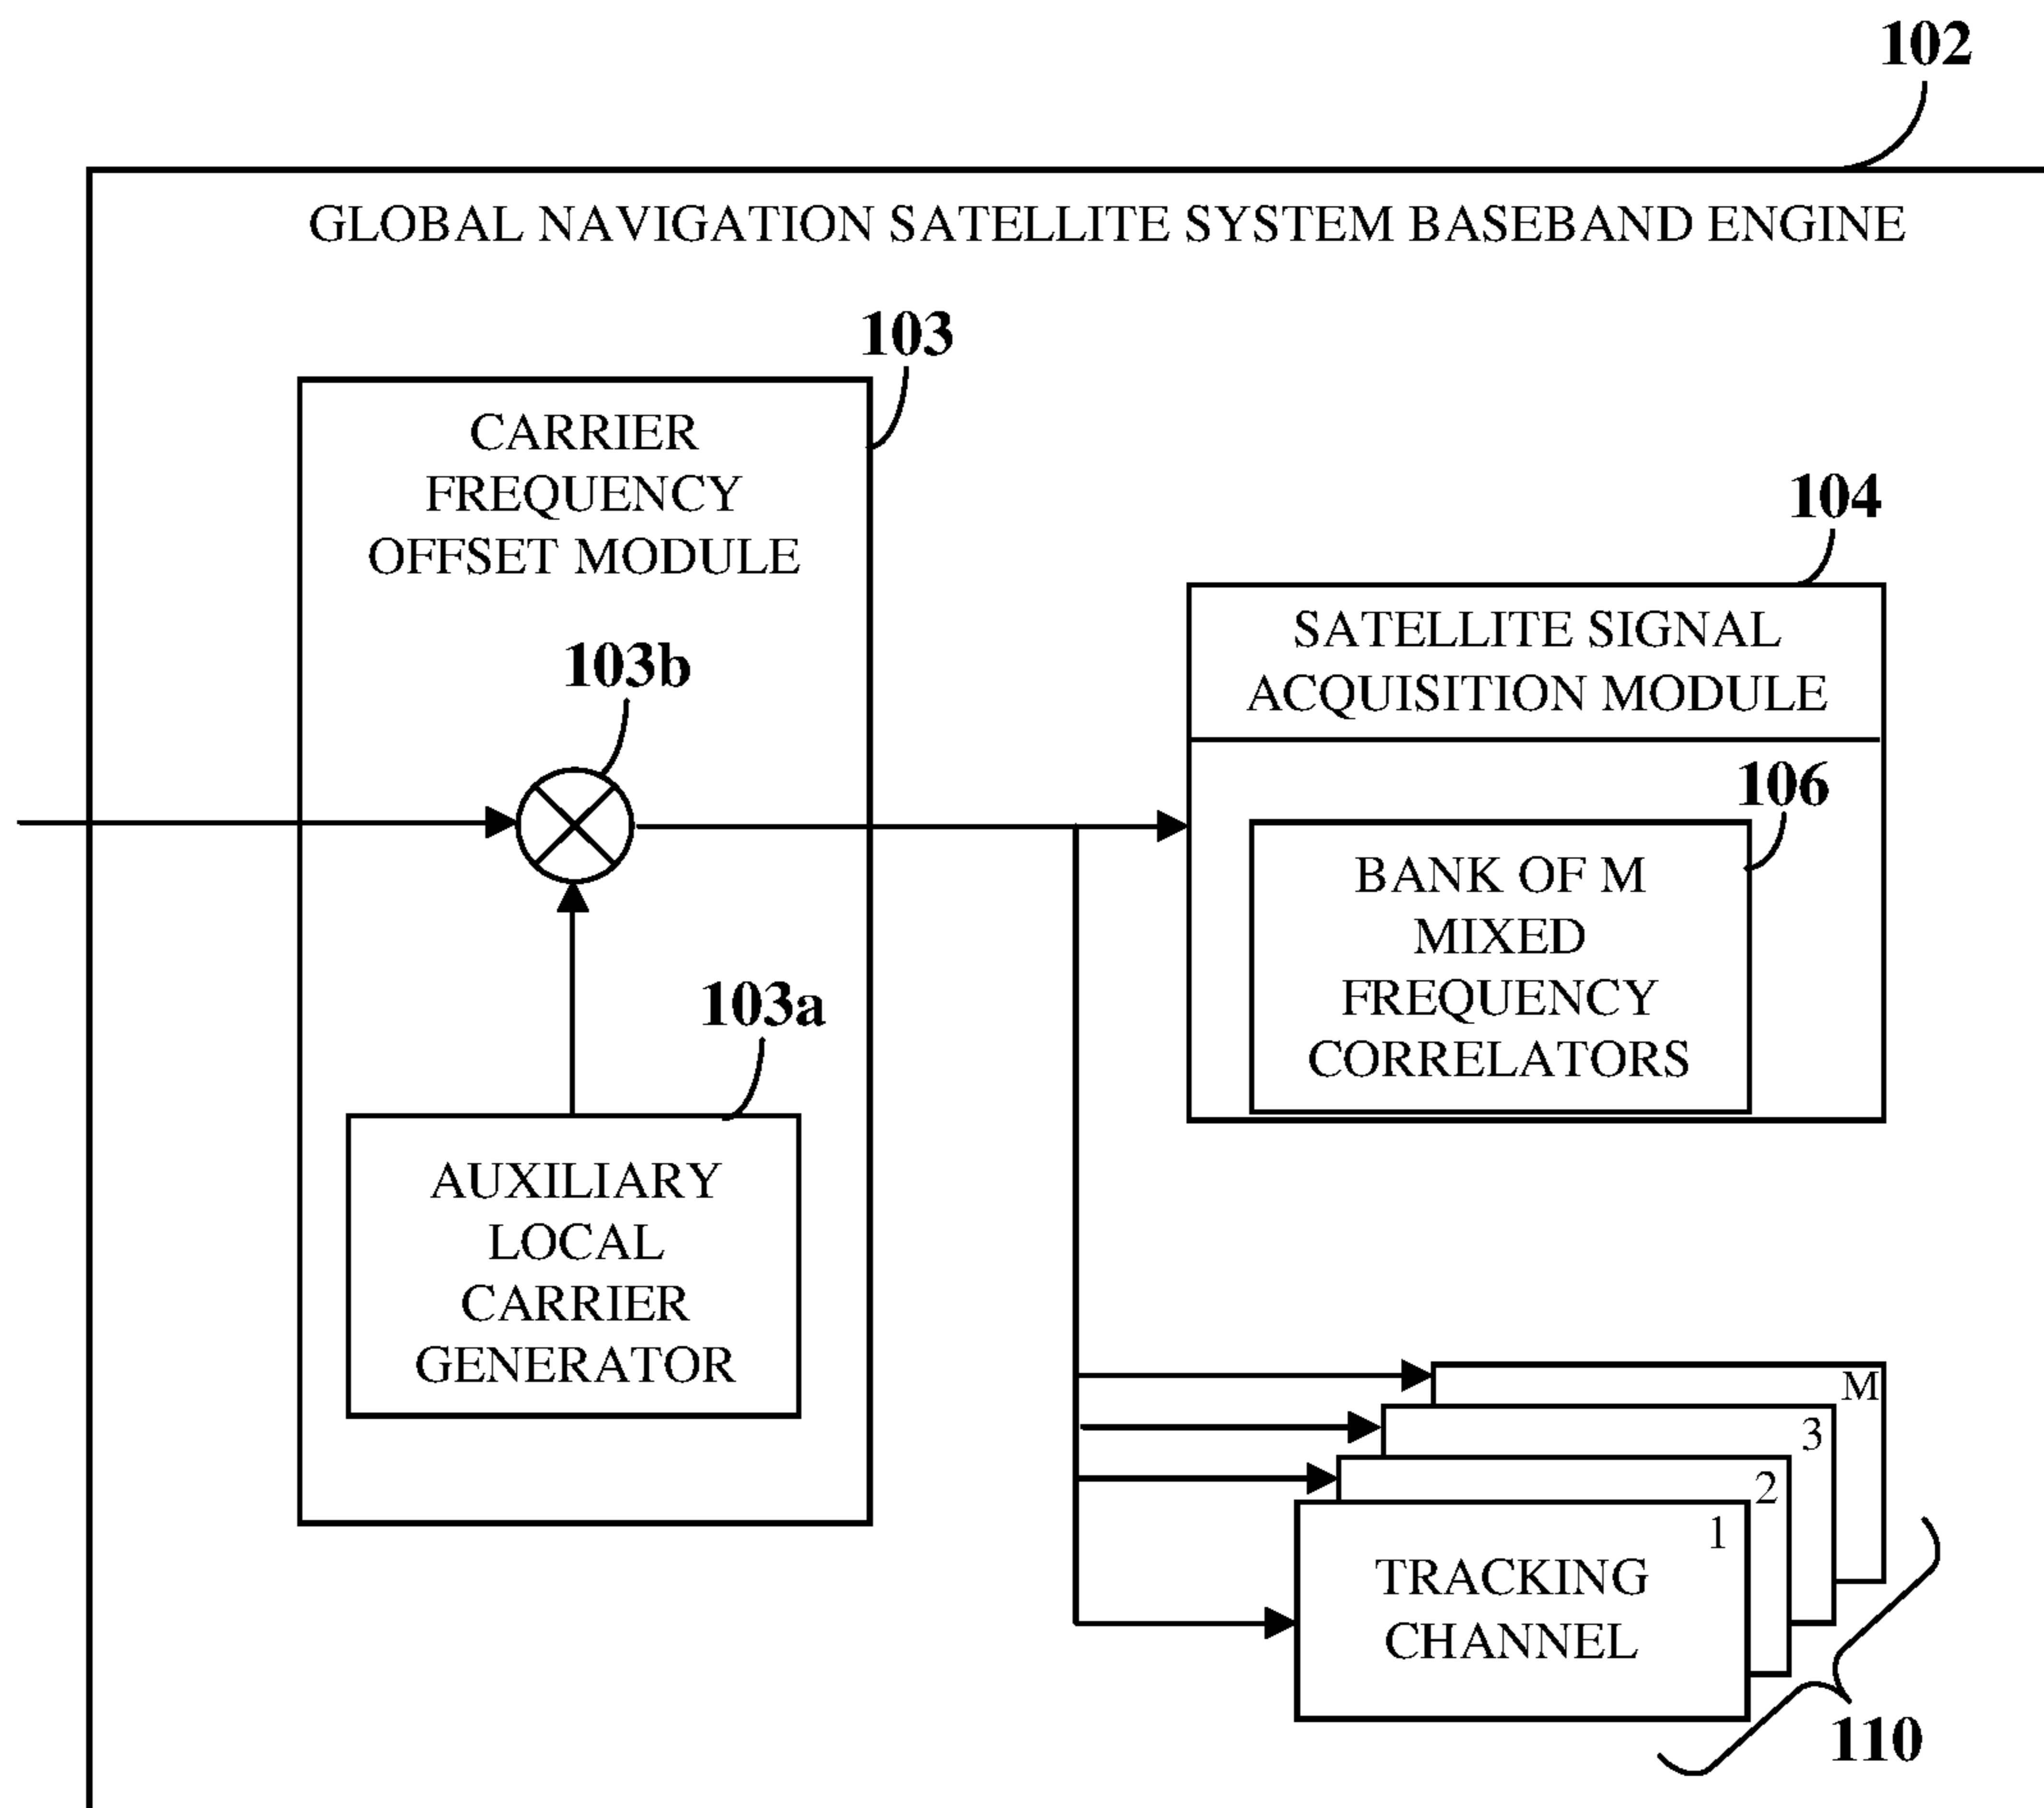 102
GLOBAL NAVIGATION SATELLITE SYSTEM BASEBAND ENGINE
103
CARRIER
FREQUENCY
OFFSET MODULE
103b
103a
AUXILIARY
LOCAL
CARRIER
GENERATOR
104
SATELLITE SIGNAL
ACQUISITION MODULE
106
BANK OF M
MIXED
FREQUENCY
CORRELATORS
M
3
2
1
TRACKING
CHANNEL
110